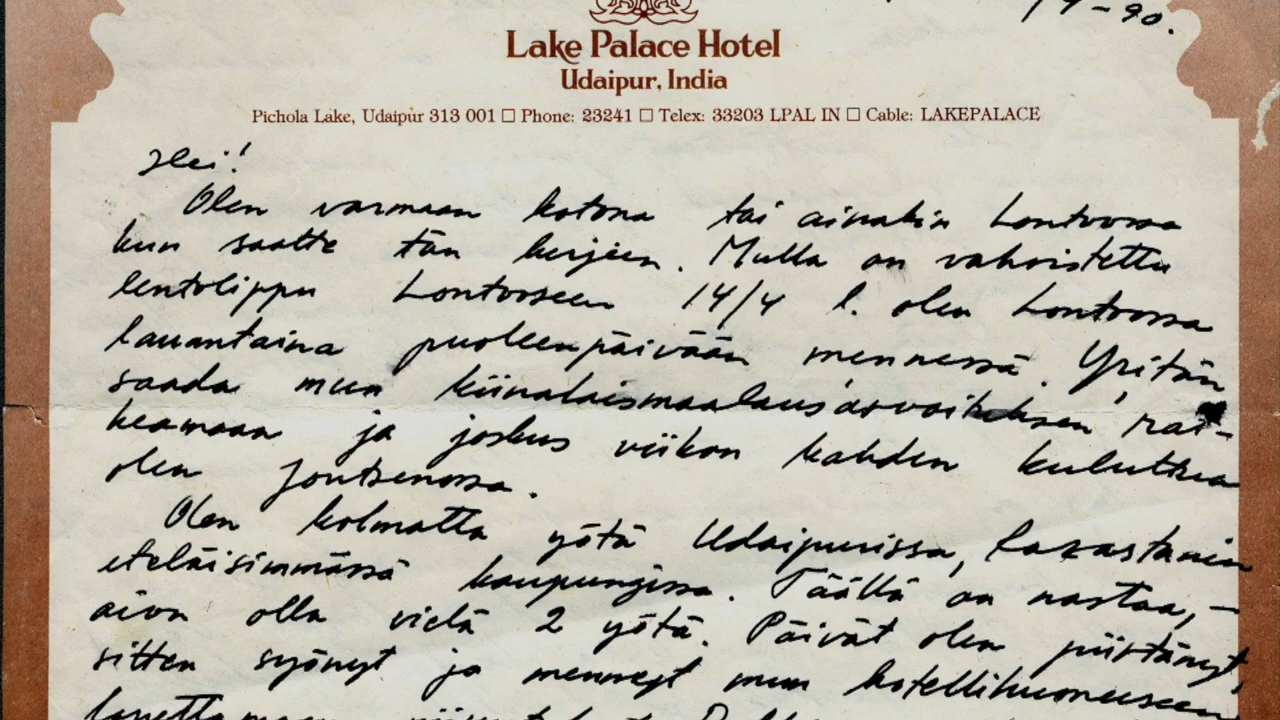 /4-90.
Lake Palace Hotel
Udaipur, India
Pichola Lake, Udaipur 313 001 □ Phone: 23241 □ Telex: 33203 LPAL IN □ Cable: LAKEPALACE
Hei!
Olen varmaan kotona tai ainakin Lontoossa
kun saatte tän kirjeen. Mulla on vahvistettu
lentolippu Lontooseen 14/4 l. olen Lontoossa
lauantaina puoleenpäivään mennessä. Yritän
saada mun kiinalaismaalausarvoituksen rat-
keamaan ja joskus viikon kahden kuluttua
olen Joutsenossa.
Olen kolmatta yötä Udaipurissa, Rajasthanin
eteläisimmässä kaupungissa. Täällä on nastaa, -
aion olla vielä 2 yötä. Päivät olen piirtänyt,
sitten syönyt ja mennyt mun hotellihuoneeseen